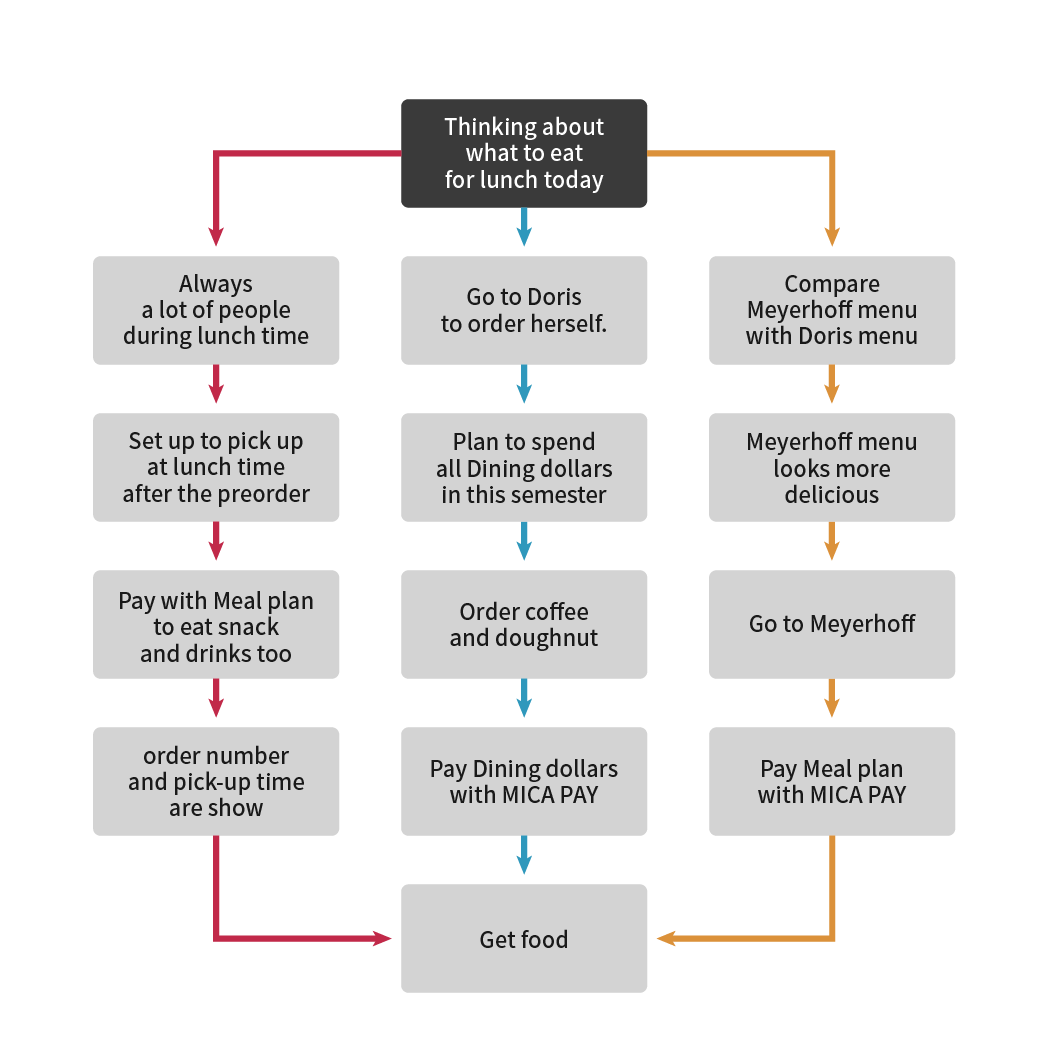 Thinking about
what to eat
for lunch today
Always
a lot of people
during lunch time
Go to Doris
to order herself.
Compare
Meyerhoff menu
with Doris menu
Set up to pick up
at lunch time
after the preorder
Plan to spend
all Dining dollars
in this semester
Meyerhoff menu
looks more
delicious
Pay with Meal plan
to eat snack
and drinks too
Order coffee
and doughnut
Go to Meyerhoff
order number
and pick-up time
are show
Pay Dining dollars
with MICA PAY
Pay Meal plan
with MICA PAY
Get food